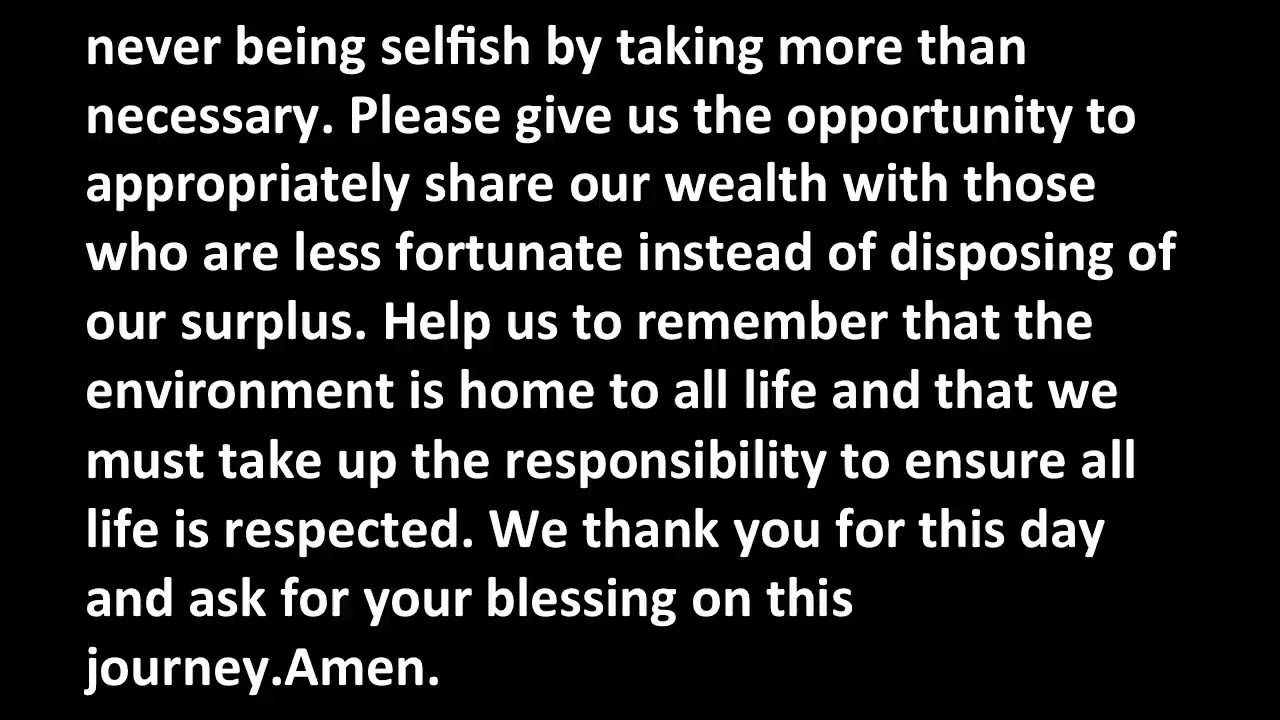 never being selfish by taking more than
necessary. Please give us the opportunity to
appropriately share our wealth with those
who are less fortunate instead of disposing of
our surplus. Help us to remember that the
environment is home to all life and that we
must take up the responsibility to ensure all
life is respected. We thank you for this day
and ask for your blessing on this
journey.Amen.